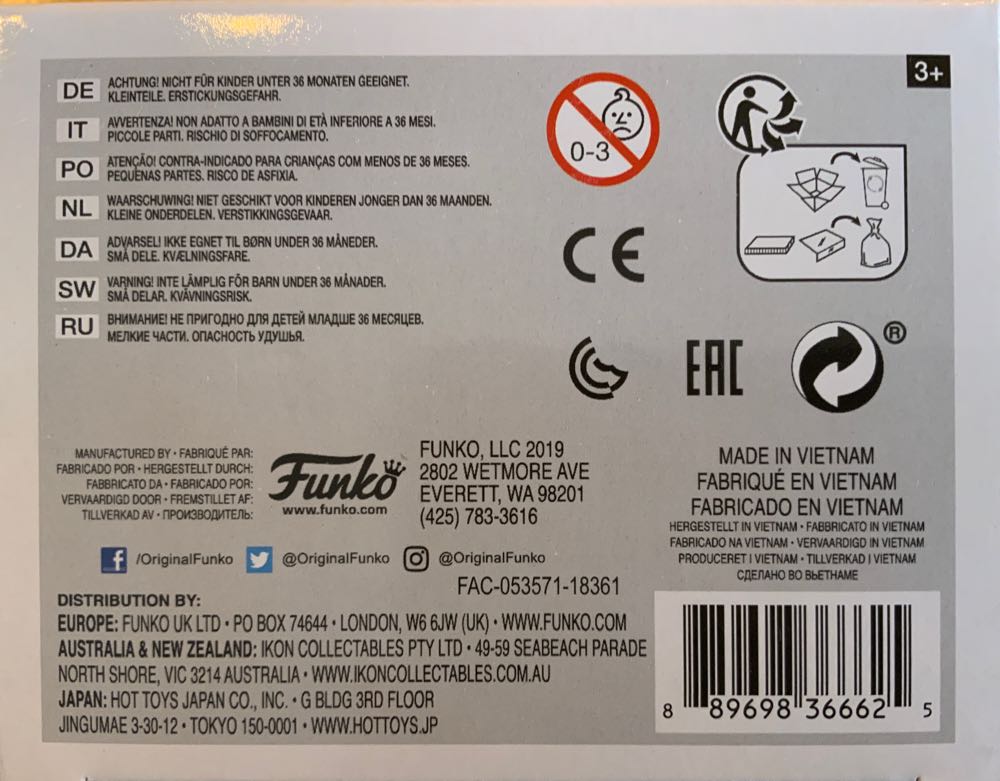 3+
DE ACHTUNG! NICHT FÜR KINDER UNTER 36 MONATEN GEEIGNET.
KLEINTEILE. ERSTICKUNGSGEFAHR.
IT AVVERTENZA! NON ADATTO A BAMBINI DI ETÀ INFERIORE A 36 MESI.
PICCOLE PARTI. RISCHIO DI SOFFOCAMENTO.
PO ATENÇÃO! CONTRA-INDICADO PARA CRIANÇAS COM MENOS DE 36 MESES.
PEQUENAS PARTES. RISCO DE ASFIXIA.
NL WAARSCHUWING! NIET GESCHIKT VOOR KINDEREN JONGER DAN 36 MAANDEN.
KLEINE ONDERDELEN. VERSTIKKINGSGEVAAR.
DA ADVARSEL! IKKE EGNET TIL BØRN UNDER 36 MÅNEDER.
SMÅ DELE. KVÆLNINGSFARE.
SW VARNING! INTE LÄMPLIG FÖR BARN UNDER 36 MÅNADER.
SMÅ DELAR. KVÄVNINGSRISK.
RU ВНИМАНИЕ! НЕ ПРИГОДНО ДЛЯ ДЕТЕЙ МЛАДШЕ 36 МЕСЯЦЕВ.
МЕЛКИЕ ЧАСТИ. ОПАСНОСТЬ УДУШЬЯ.
0-3
CE
EAC
®
MANUFACTURED BY • FABRIQUÉ PAR:
FABRICADO POR • HERGESTELLT DURCH:
FABBRICATO DA • FABRICADO POR:
VERVAARDIGD DOOR • FREMSTILLET AF:
TILLVERKAD AV • ПРОИЗВОДИТЕЛЬ:
Funko
www.funko.com
FUNKO, LLC 2019
2802 WETMORE AVE
EVERETT, WA 98201
(425) 783-3616
/OriginalFunko @OriginalFunko @OriginalFunko
FAC-053571-18361
MADE IN VIETNAM
FABRIQUÉ EN VIETNAM
FABRICADO EN VIETNAM
HERGESTELLT IN VIETNAM • FABBRICATO IN VIETNAM
FABRICADO NA VIETNAM • VERVAARDIGD IN VIETNAM
PRODUCERET I VIETNAM • TILLVERKAD I VIETNAM
СДЕЛАНО ВО ВЬЕТНАМЕ
DISTRIBUTION BY:
EUROPE: FUNKO UK LTD • PO BOX 74644 • LONDON, W6 6JW (UK) • WWW.FUNKO.COM
AUSTRALIA & NEW ZEALAND: IKON COLLECTABLES PTY LTD • 49-59 SEABEACH PARADE
NORTH SHORE, VIC 3214 AUSTRALIA • WWW.IKONCOLLECTABLES.COM.AU
JAPAN: HOT TOYS JAPAN CO., INC. • G BLDG 3RD FLOOR
JINGUMAE 3-30-12 • TOKYO 150-0001 • WWW.HOTTOYS.JP
8 89698 36662 5